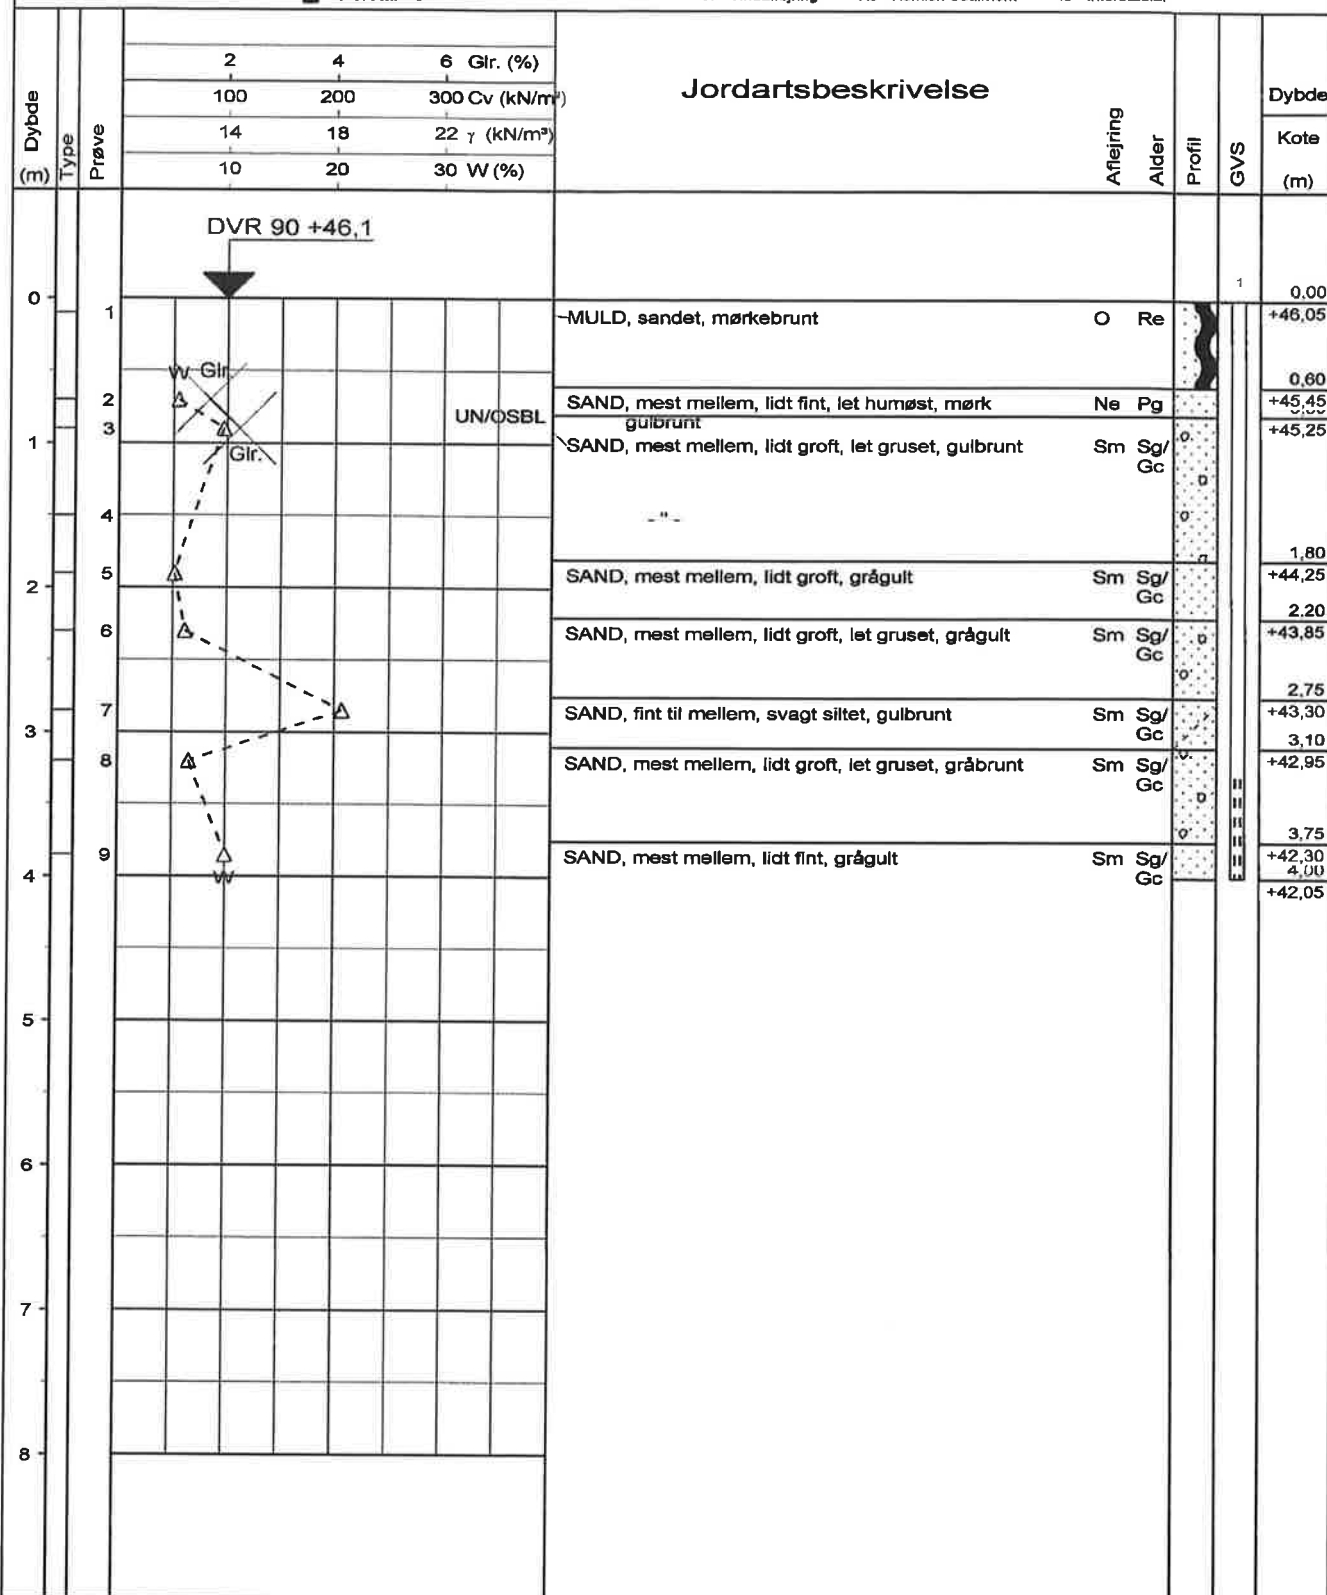 2 4 6 Glr. (%)
100 200 300 Cv (kN/m²)
14 18 22 γ (kN/m³)
10 20 30 W (%)
Dybde
(m)
Type
Prøve
Jordartsbeskrivelse
Aflejring
Alder
Profil
GVS
Dybde
Kote
(m)
DVR 90 +46,1
1
0 0,00
1 MULD, sandet, mørkebrunt O Re +46,05
W Glr.
0,60
2 SAND, mest mellem, lidt fint, let humøst, mørk Ne Pg +45,45
UN/OSBL gulbrunt
3 +45,25
1 SAND, mest mellem, lidt groft, let gruset, gulbrunt Sm Sg/
Glr. Gc
4 -"-
1,80
5 SAND, mest mellem, lidt groft, grågult Sm Sg/ +44,25
2 Gc
2,20
6 SAND, mest mellem, lidt groft, let gruset, grågult Sm Sg/ +43,85
Gc
2,75
7 SAND, fint til mellem, svagt siltet, gulbrunt Sm Sg/ +43,30
3 Gc 3,10
8 SAND, mest mellem, lidt groft, let gruset, gråbrunt Sm Sg/ +42,95
Gc
3,75
9 SAND, mest mellem, lidt fint, grågult Sm Sg/ +42,30
4 W Gc 4,00
+42,05
5
6
7
8